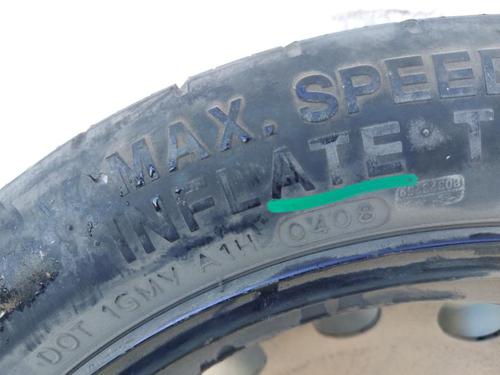 MAX. SPEED
INFLATE T
DOT 1GMV A1H 0408